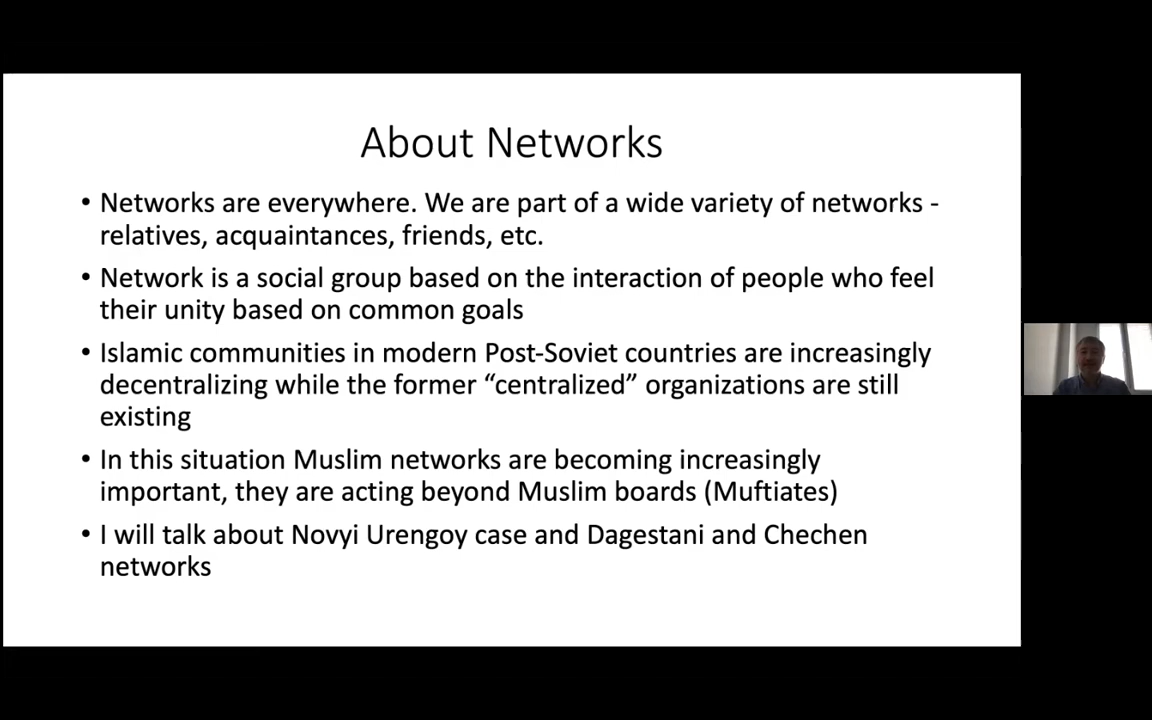 About Networks
• Networks are everywhere. We are part of a wide variety of networks -
relatives, acquaintances, friends, etc.
• Network is a social group based on the interaction of people who feel
their unity based on common goals
• Islamic communities in modern Post-Soviet countries are increasingly
decentralizing while the former “centralized” organizations are still
existing
• In this situation Muslim networks are becoming increasingly
important, they are acting beyond Muslim boards (Muftiates)
• I will talk about Novyi Urengoy case and Dagestani and Chechen
networks